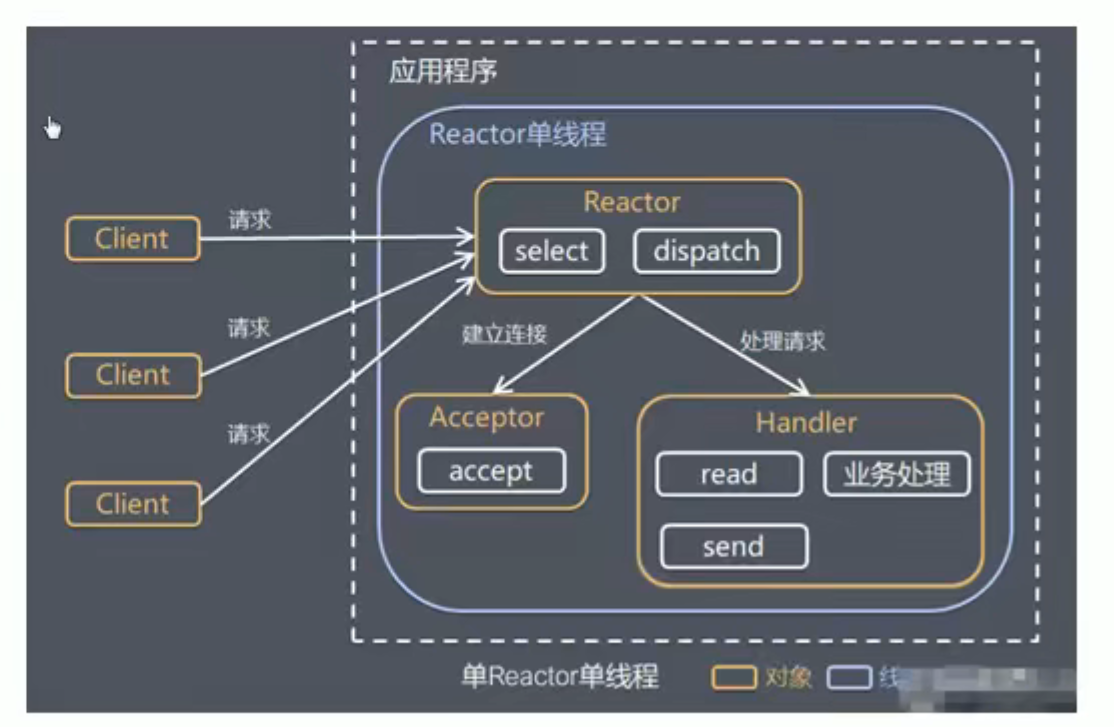 应用程序
Reactor单线程
Reactor
select
dispatch
Client
请求
Client
请求
Client
请求
建立连接
处理请求
Acceptor
accept
Handler
read
业务处理
send
单Reactor单线程
对象
线